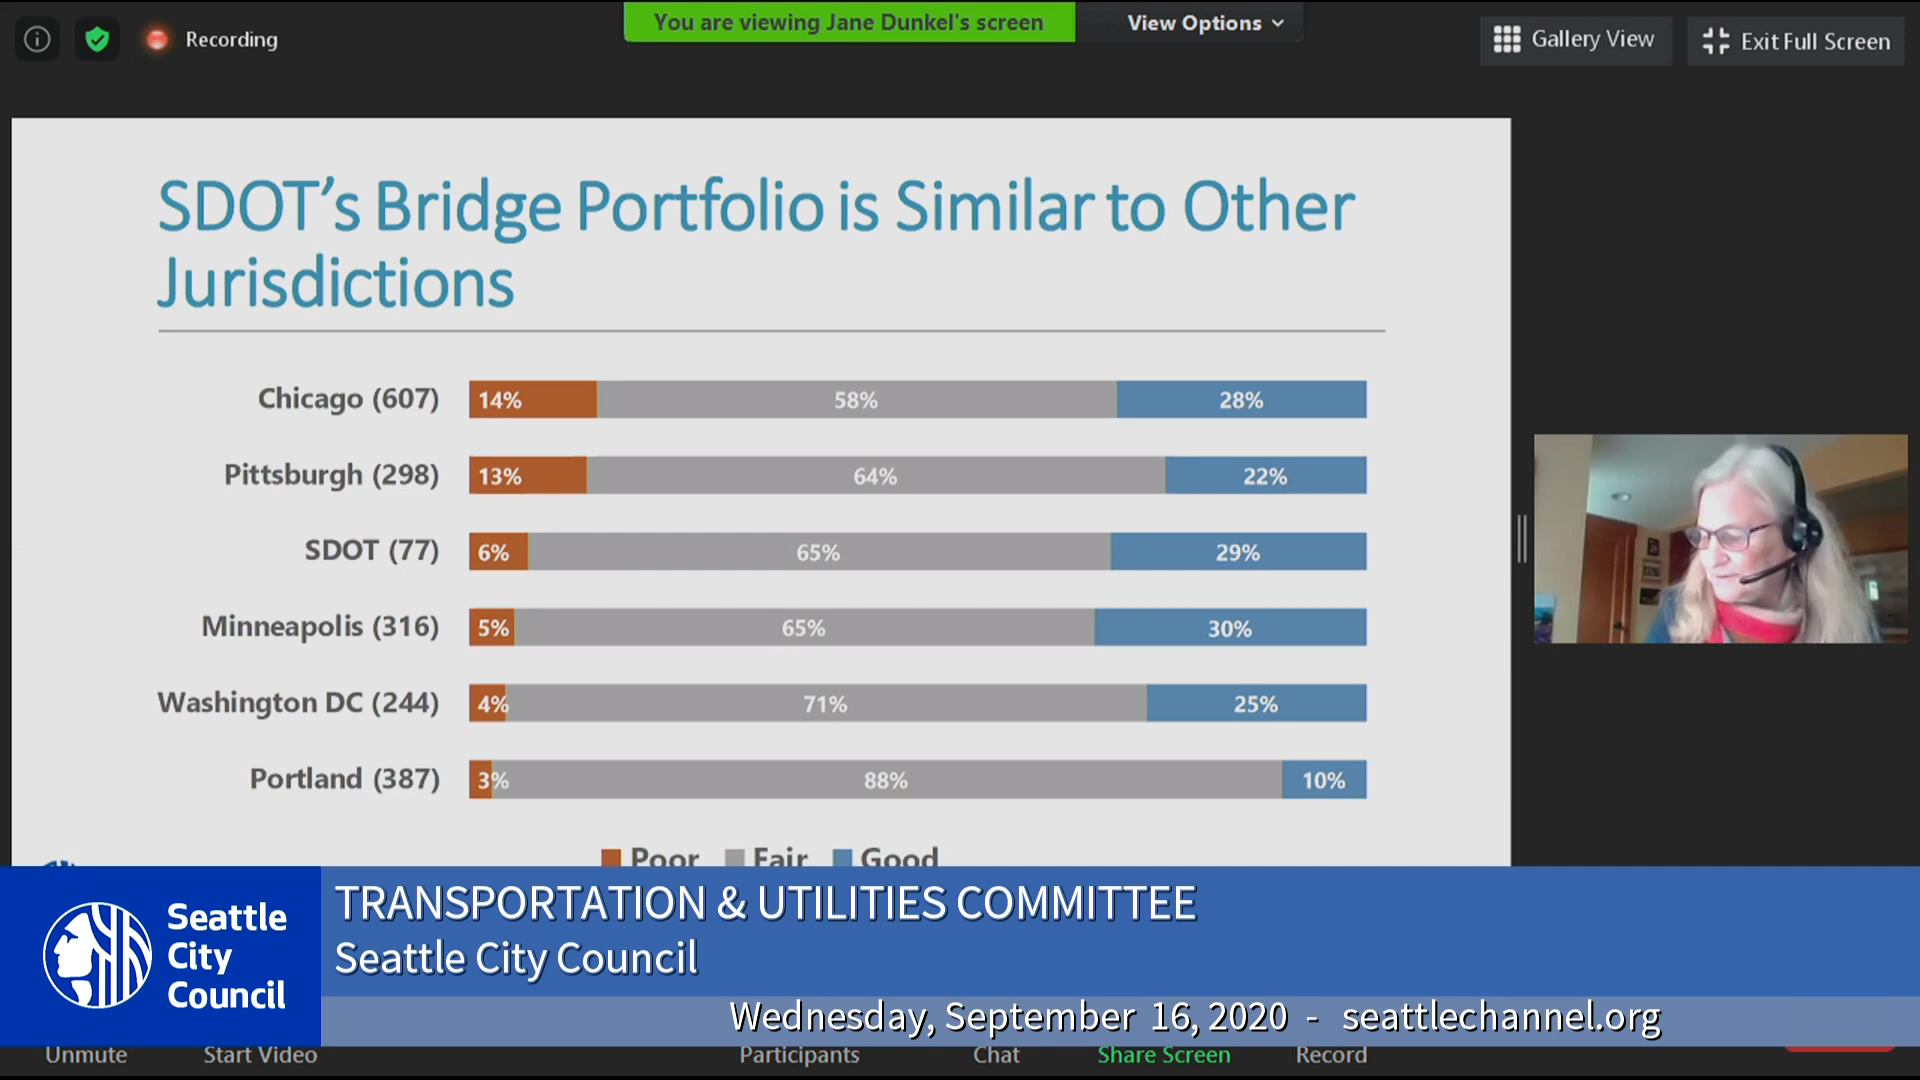 Recording
You are viewing Jane Dunkel's screen
View Options
Gallery View
Exit Full Screen
SDOT's Bridge Portfolio is Similar to Other
Jurisdictions
Chicago (607) 14% 58% 28%
Pittsburgh (298) 13% 64% 22%
SDOT (77) 6% 65% 29%
Minneapolis (316) 5% 65% 30%
Washington DC (244) 4% 71% 25%
Portland (387) 3% 88% 10%
Poor Fair Good
Seattle
City
Council
TRANSPORTATION & UTILITIES COMMITTEE
Seattle City Council
Wednesday, September 16, 2020 - seattlechannel.org
Unmute
Start Video
Participants
Chat
Share Screen
Record